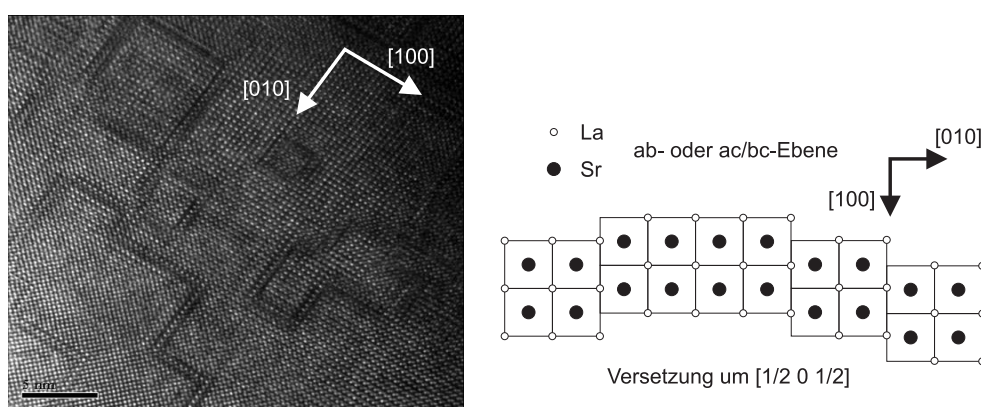 [100]
[010]
5 nm
La
Sr
ab- oder ac/bc-Ebene
[010]
[100]
Versetzung um [1/2 0 1/2]